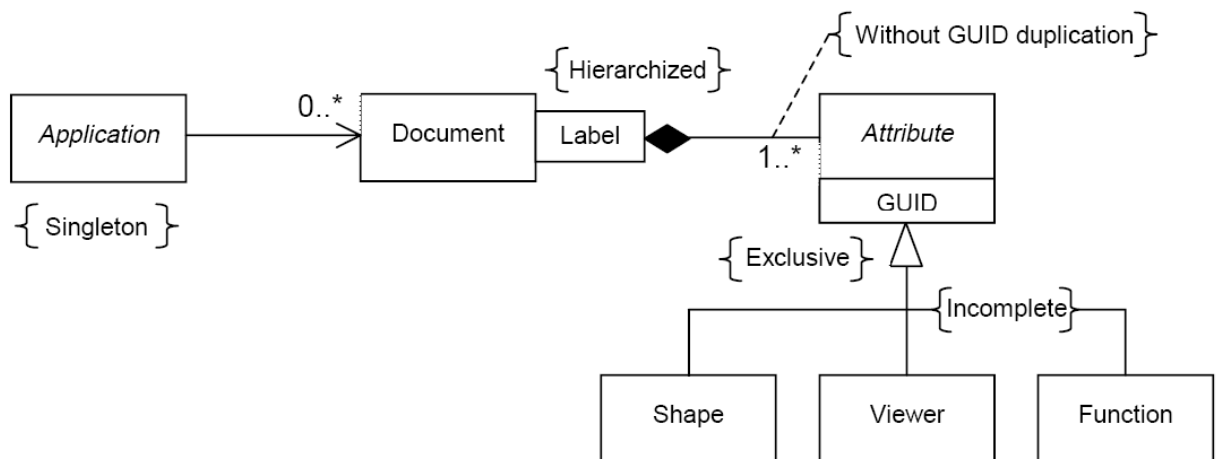 {Without GUID duplication}
{Hierarchized}
0..*
Application
Document
Label
1..*
Attribute
GUID
{Singleton}
{Exclusive}
{Incomplete}
Shape
Viewer
Function